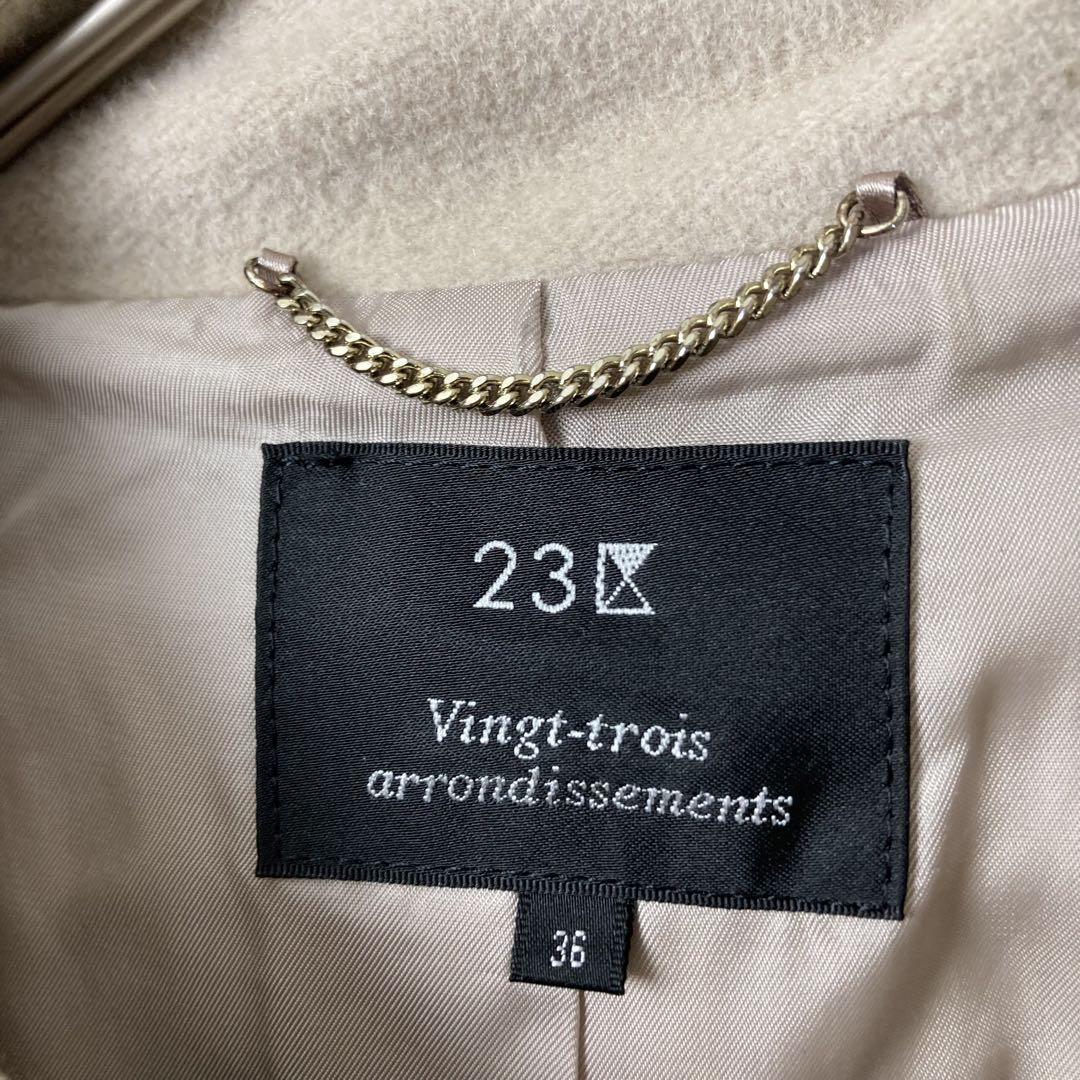 23区
Vingt-trois
arrondissements
36